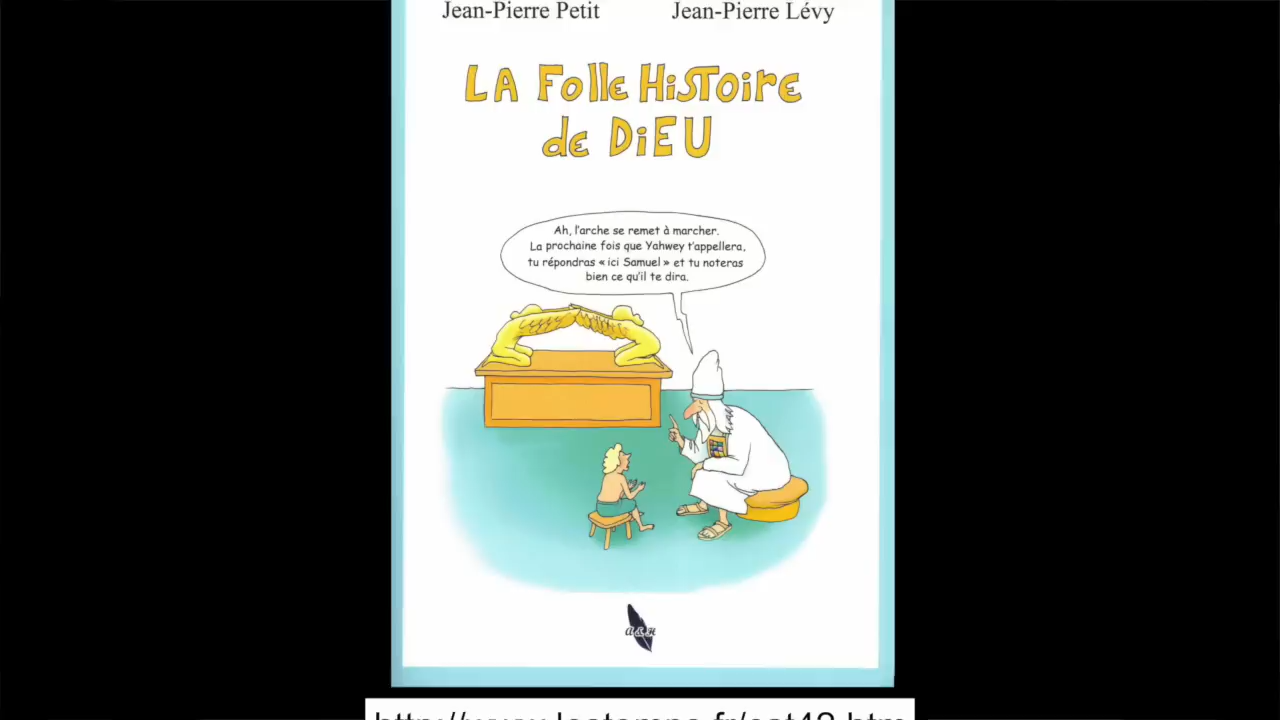 Jean-Pierre Petit Jean-Pierre Lévy
LA FOLLE HISTOIRE
de DIEU
Ah, l'arche se remet à marcher.
La prochaine fois que Yahwey t'appellera,
tu répondras « ici Samuel » et tu noteras
bien ce qu'il te dira.
A & H